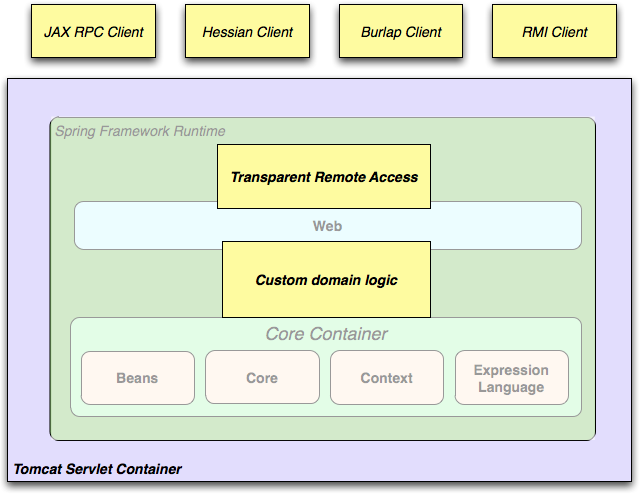 JAX RPC Client
Hessian Client
Burlap Client
RMI Client
Spring Framework Runtime
Transparent Remote Access
Web
Custom domain logic
Core Container
Beans
Core
Context
Expression
Language
Tomcat Servlet Container